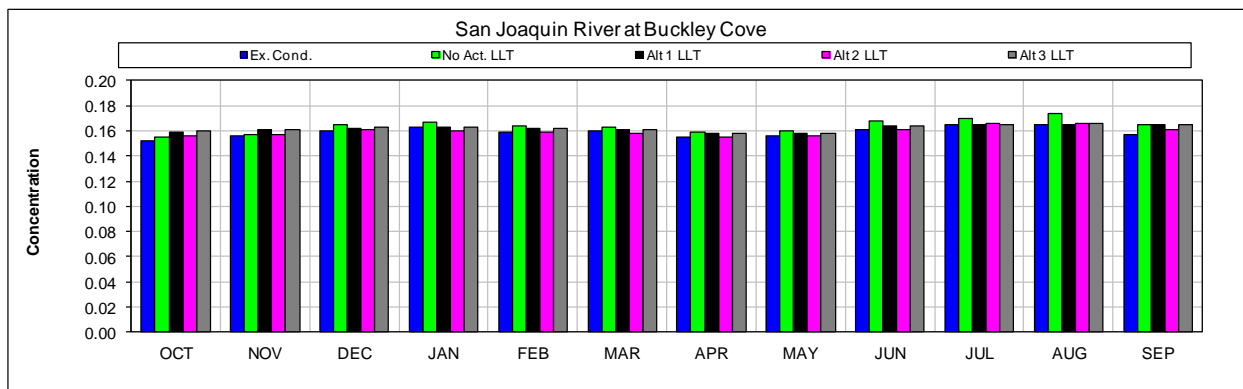 San Joaquin River at Buckley Cove
Ex. Cond. No Act. LLT Alt 1 LLT Alt 2 LLT Alt 3 LLT
Concentration
0.20
0.18
0.16
0.14
0.12
0.10
0.08
0.06
0.04
0.02
0.00
OCT NOV DEC JAN FEB MAR APR MAY JUN JUL AUG SEP